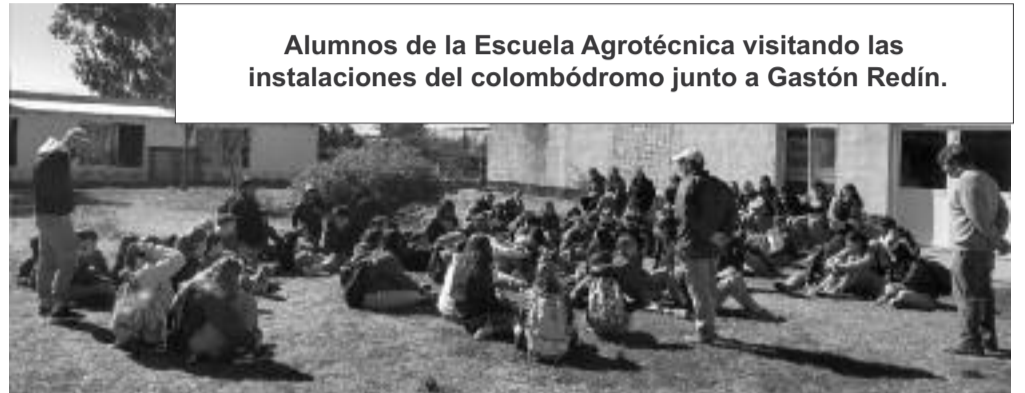 Alumnos de la Escuela Agrotécnica visitando las
instalaciones del colombódromo junto a Gastón Redín.